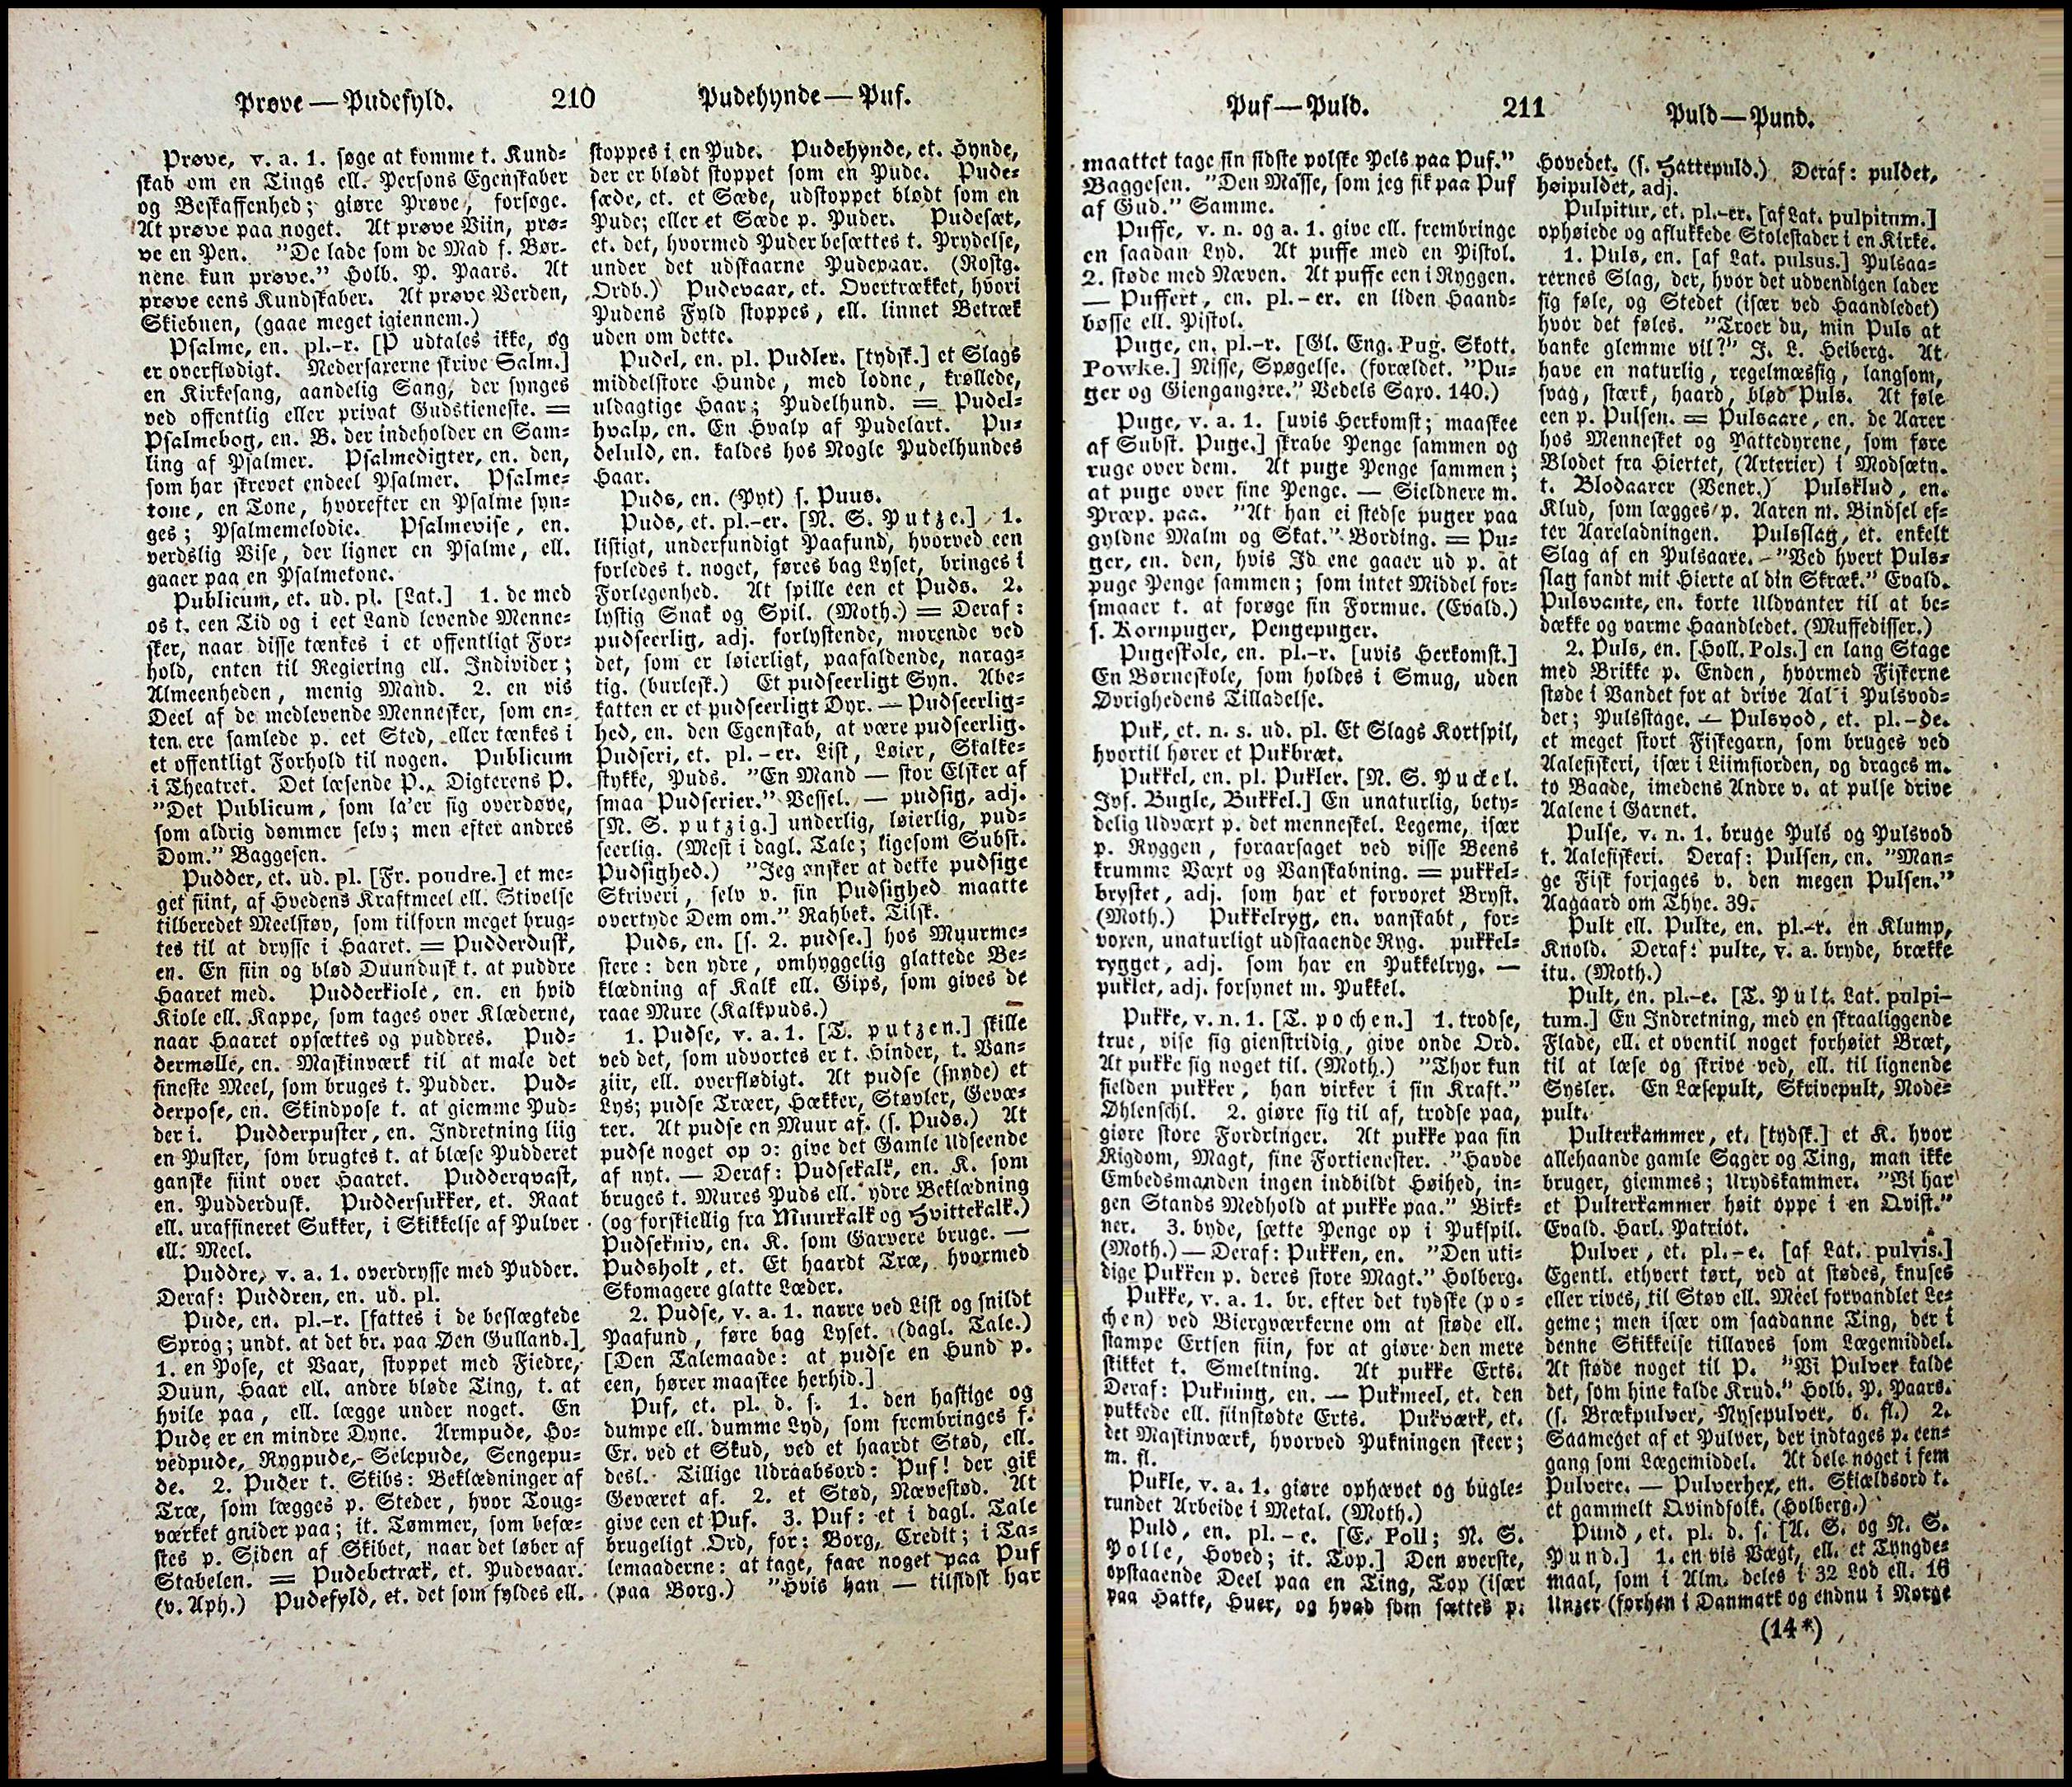 Prøve — Pudefyld. 210 Pudehynde — Puf.
Prøve, v. a. 1. søge at komme t. Kund-
skab om en Tings ell. Persons Egenskaber
og Beskaffenhed; giøre Prøve, forsøge.
At prøve paa noget. At prøve Viin, prø-
ve en Pen. "De lade som de Mad f. Bør-
nene kun prøve." Holb. P. Paars. At
prøve eens Kundskaber. At prøve Verden,
Skiebnen, (gaae meget igiennem.)
Psalme, en. pl.-r. [P udtales ikke, og
er overflødigt. Nedersaxerne skrive Salm.]
en Kirkesang, aandelig Sang, der synges
ved offentlig eller privat Gudstieneste. =
Psalmebog, en. B. der indeholder en Sam-
ling af Psalmer. Psalmedigter, en. den,
som har skrevet endeel Psalmer. Psalme-
tone, en Tone, hvorefter en Psalme syn-
ges; Psalmemelodie. Psalmevise, en.
verdslig Vise, der ligner en Psalme, ell.
gaaer paa en Psalmetone.
Publicum, et. ud. pl. [Lat.] 1. de med
os t. een Tid og i eet Land levende Menne-
sker, naar disse tænkes i et offentligt For-
hold, enten til Regiering ell. Individer;
Almeenheden, menig Mand. 2. en vis
Deel af de medlevende Mennesker, som en-
ten ere samlede p. eet Sted, eller tænkes i
et offentligt Forhold til nogen. Publicum
i Theatret. Det læsende P., Digterens P.
"Det Publicum, som la'er sig overdøve,
som aldrig dømmer selv; men efter andres
Dom." Baggesen.
Pudder, et. ud. pl. [Fr. poudre.] et me-
get fiint, af Hvedens Kraftmeel ell. Stivelse
tilberedet Meelstøv, som tilforn meget brug-
tes til at drysse i Haaret. = Pudderdusk,
en. En fiin og blød Duundusk t. at puddre
Haaret med. Pudderkiole, en. en hvid
Kiole ell. Kappe, som tages over Klæderne,
naar Haaret opsættes og puddres. Pud-
dermølle, en. Maskinværk til at male det
fineste Meel, som bruges t. Pudder. Pud-
derpose, en. Skindpose t. at giemme Pud-
der i. Pudderpuster, en. Indretning liig
en Puster, som brugtes t. at blæse Pudderet
ganske fiint over Haaret. Pudderqvast,
en. Pudderdusk. Puddersukker, et. Raat
ell. uraffineret Sukker, i Skikkelse af Pulver
ell. Meel.
Puddre, v. a. 1. overdrysse med Pudder.
Deraf: Puddren, en. ud. pl.
Pude, en. pl.-r. [fattes i de beslægtede
Sprog; undt. at det br. paa Den Gulland.]
1. en Pose, et Vaar, stoppet med Fiedre,
Duun, Haar ell. andre bløde Ting, t. at
hvile paa, ell. lægge under noget. En
Pude er en mindre Dyne. Armpude, Ho-
vedpude, Rygpude, Selepude, Sengepu-
de. 2. Puder t. Skibs: Beklædninger af
Træ, som lægges p. Steder, hvor Toug-
værket gnider paa; it. Tømmer, som befæ-
stes p. Siden af Skibet, naar det løber af
Stabelen. = Pudebetræk, et. Pudevaar.
(v. Aph.) Pudefyld, et. det som fyldes ell.
stoppes i en Pude. Pudehynde, et. Hynde,
der er blødt stoppet som en Pude. Pude-
sæde, et. et Sæde, udstoppet blødt som en
Pude; eller et Sæde p. Puder. Pudesæt,
et. det, hvormed Puder besættes t. Prydelse,
under det udskaarne Pudevaar. (Rostg.
Ordb.) Pudevaar, et. Overtrækket, hvori
Pudens Fyld stoppes, ell. linnet Betræk
uden om dette.
Pudel, en. pl. Pudler. [tydsk.] et Slags
middelstore Hunde, med lodne, krøllede,
uldagtige Haar; Pudelhund. = Pudel-
hvalp, en. En Hvalp af Pudelart. Pu-
deluld, en. kaldes hos Nogle Pudelhundes
Haar.
Puds, en. (Pyt) s. Puus.
Puds, et. pl.-er. [N. S. Putze.] 1.
listigt, underfundigt Paafund, hvorved een
forledes t. noget, føres bag Lyset, bringes i
Forlegenhed. At spille een et Puds. 2.
lystig Snak og Spil. (Moth.) = Deraf:
pudseerlig, adj. forlystende, morende ved
det, som er løierligt, paafaldende, narag-
tig. (burlesk.) Et pudseerligt Syn. Abe-
katten er et pudseerligt Dyr. — Pudseerlig-
hed, en. den Egenskab, at være pudseerlig.
Pudseri, et. pl.-er. List, Løier, Skalke-
stykke, Puds. "En Mand — stor Elsker af
smaa Pudserier." Vessel. — pudsig, adj.
[N. S. putzig.] underlig, løierlig, pud-
seerlig. (Mest i dagl. Tale; ligesom Subst.
Pudsighed.) "Jeg ønsker at dette pudsige
Skriveri, selv v. sin Pudsighed maatte
overtyde Dem om." Rahbek. Tilsk.
Puds, en. [s. 2. pudse.] hos Muurme-
stere: den ydre, omhyggelig glattede Be-
klædning af Kalk ell. Gips, som gives de
raae Mure (Kalkpuds.)
1. Pudse, v. a. 1. [T. putzen.] skille
ved det, som udvortes er t. Hinder, t. Van-
ziir, ell. overflødigt. At pudse (snyde) et
Lys; pudse Træer, Hækker, Støvler, Gevæ-
rer. At pudse en Muur af. (s. Puds.) At
pudse noget op ɔ: give det Gamle Udseende
af nyt. — Deraf: Pudsekalk, en. K. som
bruges t. Mures Puds ell. ydre Beklædning
(og forskiellig fra Muurkalk og Hvittekalk.)
Pudsekniv, en. K. som Garvere bruge. —
Pudsholt, et. Et haardt Træ, hvormed
Skomagere glatte Læder.
2. Pudse, v. a. 1. narre ved List og snildt
Paafund, føre bag Lyset. (dagl. Tale.)
[Den Talemaade: at pudse en Hund p.
een, hører maaskee herhid.]
Puf, et. pl. d. s. 1. den hastige og
dumpe ell. dumme Lyd, som frembringes f.
Ex. ved et Skud, ved et haardt Stød, ell.
desl. Tillige Udraabsord: Puf! der gik
Geværet af. 2. et Stød, Nævestød. At
give een et Puf. 3. Puf: et i dagl. Tale
brugeligt Ord, for: Borg, Credit; i Ta-
lemaaderne: at tage, faae noget paa Puf
(paa Borg.) "Hvis han — tilsidst har
Puf — Puld. 211 Puld — Pund.
maattet tage sin sidste polske Pels paa Puf."
Baggesen. "Den Masse, som jeg fik paa Puf
af Gud." Samme.
Puffe, v. n. og a. 1. give ell. frembringe
en saadan Lyd. At puffe med en Pistol.
2. støde med Næven. At puffe een i Ryggen.
— Puffert, en. pl.-er. en liden Haand-
bøsse ell. Pistol.
Puge, en. pl.-r. [Gl. Eng. Pug. Skott.
Powke.] Nisse, Spøgelse. (forældet. "Pu-
ger og Giengangere." Vedels Saxo. 140.)
Puge, v. a. 1. [uvis Herkomst; maaskee
af Subst. Puge.] skrabe Penge sammen og
ruge over dem. At puge Penge sammen;
at puge over sine Penge. — Sieldnere m.
Præp. paa. "At han ei stedse puger paa
gyldne Malm og Skat." Bording. = Pu-
ger, en. den, hvis Id ene gaaer ud p. at
puge Penge sammen; som intet Middel for-
smaaer t. at forøge sin Formue. (Evald.)
s. Kornpuger, Pengepuger.
Pugeskole, en. pl.-r. [uvis Herkomst.]
En Børneskole, som holdes i Smug, uden
Øvrighedens Tilladelse.
Puk, et. n. s. ud. pl. Et Slags Kortspil,
hvortil hører et Pukbræt.
Pukkel, en. pl. Pukler. [N. S. Puckel.
Jvf. Bugle, Bukkel.] En unaturlig, bety-
delig Udvært p. det menneskel. Legeme, især
p. Ryggen, foraarsaget ved visse Beens
krumme Væxt og Vanskabning. = pukkel-
brystet, adj. som har et forvoret Bryst.
(Moth.) Pukkelryg, en. vanskabt, for-
voxen, unaturligt udstaaende Ryg. pukkel-
rygget, adj. som har en Pukkelryg. —
puklet, adj. forsynet m. Pukkel.
Pukke, v. n. 1. [T. pochen.] 1. trodse,
true, vise sig gienstridig, give onde Ord.
At pukke sig noget til. (Moth.) "Thor kun
sielden pukker, han virker i sin Kraft."
Øhlenschl. 2. giøre sig til af, trodse paa,
giøre store Fordringer. At pukke paa sin
Rigdom, Magt, sine Fortienester. "Havde
Embedsmanden ingen indbildt Høihed, in-
gen Stands Medhold at pukke paa." Birk-
ner. 3. byde, sætte Penge op i Pukspil.
(Moth.) — Deraf: Pukken, en. "Den uti-
dige Pukken p. deres store Magt." Holberg.
Pukke, v. a. 1. br. efter det tydske (po-
chen) ved Biergværkerne om at støde ell.
stampe Ertsen fiin, for at giøre den mere
skikket t. Smeltning. At pukke Erts.
Deraf: Pukning, en. — Pukmeel, et. den
pukkede ell. fiinstødte Erts. Pukværk, et.
det Maskinværk, hvorved Pukningen skeer;
m. fl.
Pukle, v. a. 1. giøre ophævet og bugle-
rundet Arbeide i Metal. (Moth.)
Puld, en. pl.-e. [E. Poll; N. S.
Polle, Hoved; it. Top.] Den øverste,
opstaaende Deel paa en Ting, Top (især
paa Hatte, Huer, og hvad som sættes p.
Hovedet. (s. Hattepuld.) Deraf: puldet,
høipuldet, adj.
Pulpitur, et. pl.-er. [af Lat. pulpitum.]
ophøiede og aflukkede Stolestader i en Kirke.
1. Puls, en. [af Lat. pulsus.] Pulsaa-
rernes Slag, der, hvor det udvendigen lader
sig føle, og Stedet (især ved Haandledet)
hvor det føles. "Troer du, min Puls at
banke glemme vil?" J. L. Heiberg. At
have en naturlig, regelmæssig, langsom,
svag, stærk, haard, blød Puls. At føle
een p. Pulsen. = Pulsaare, en. de Aarer
hos Mennesket og Pattedyrene, som føre
Blodet fra Hiertet, (Arterier) i Modsætn.
t. Blodaarer (Vener.) Pulsklud, en.
Klud, som lægges p. Aaren m. Bindsel ef-
ter Aareladningen. Pulsslag, et. enkelt
Slag af en Pulsaare. "Ved hvert Puls-
slag fandt mit Hierte al din Skræk." Evald.
Pulsvante, en. korte Uldvanter til at be-
dække og varme Haandledet. (Muffedisser.)
2. Puls, en. [Holl. Pols.] en lang Stage
med Brikke p. Enden, hvormed Fiskerne
støde i Vandet for at drive Aal i Pulsvod-
det; Pulsstage. — Pulsvod, et. pl.-de.
et meget stort Fiskegarn, som bruges ved
Aalefiskeri, især i Liimfiorden, og drages m.
to Baade, imedens Andre v. at pulse drive
Aalene i Garnet.
Pulse, v. n. 1. bruge Puls og Pulsvod
t. Aalefiskeri. Deraf: Pulsen, en. "Man-
ge Fisk forjages v. den megen Pulsen."
Aagaard om Thye. 39.
Pult ell. Pulte, en. pl.-r. en Klump,
Knold. Deraf: pulte, v. a. bryde, brække
itu. (Moth.)
Pult, en. pl.-e. [T. Pult. Lat. pulpi-
tum.] En Indretning, med en skraaliggende
Flade, ell. et oventil noget forhøiet Bræt,
til at læse og skrive ved, ell. til lignende
Sysler. En Læsepult, Skrivepult, Node-
pult.
Pulterkammer, et. [tydsk.] et K. hvor
allehaande gamle Sager og Ting, man ikke
bruger, giemmes; Urydskammer. "Vi har
et Pulterkammer høit oppe i en Qvist."
Evald. Harl. Patriot.
Pulver, et. pl.-e. [af Lat. pulvis.]
Egentl. ethvert tørt, ved at stødes, knuses
eller rives, til Støv ell. Meel forvandlet Le-
geme; men især om saadanne Ting, der i
denne Skikkelse tillaves som Lægemiddel.
At støde noget til P. "Vi Pulver kalde
det, som hine kalde Krud." Holb. P. Paars.
(s. Brækpulver, Nysepulver, o. fl.) 2.
Saameget af et Pulver, der indtages p. een-
gang som Lægemiddel. At dele noget i fem
Pulvere. — Pulverhex, en. Skiældsord t.
et gammelt Qvindfolk. (Holberg.)
Pund, et. pl. d. s. [A. S. og N. S.
Pund.] 1. en vis Vægt, ell. et Tyngde-
maal, som i Alm. deles i 32 Lod ell. 16
Unzer (forhen i Danmark og endnu i Norge
(14*)